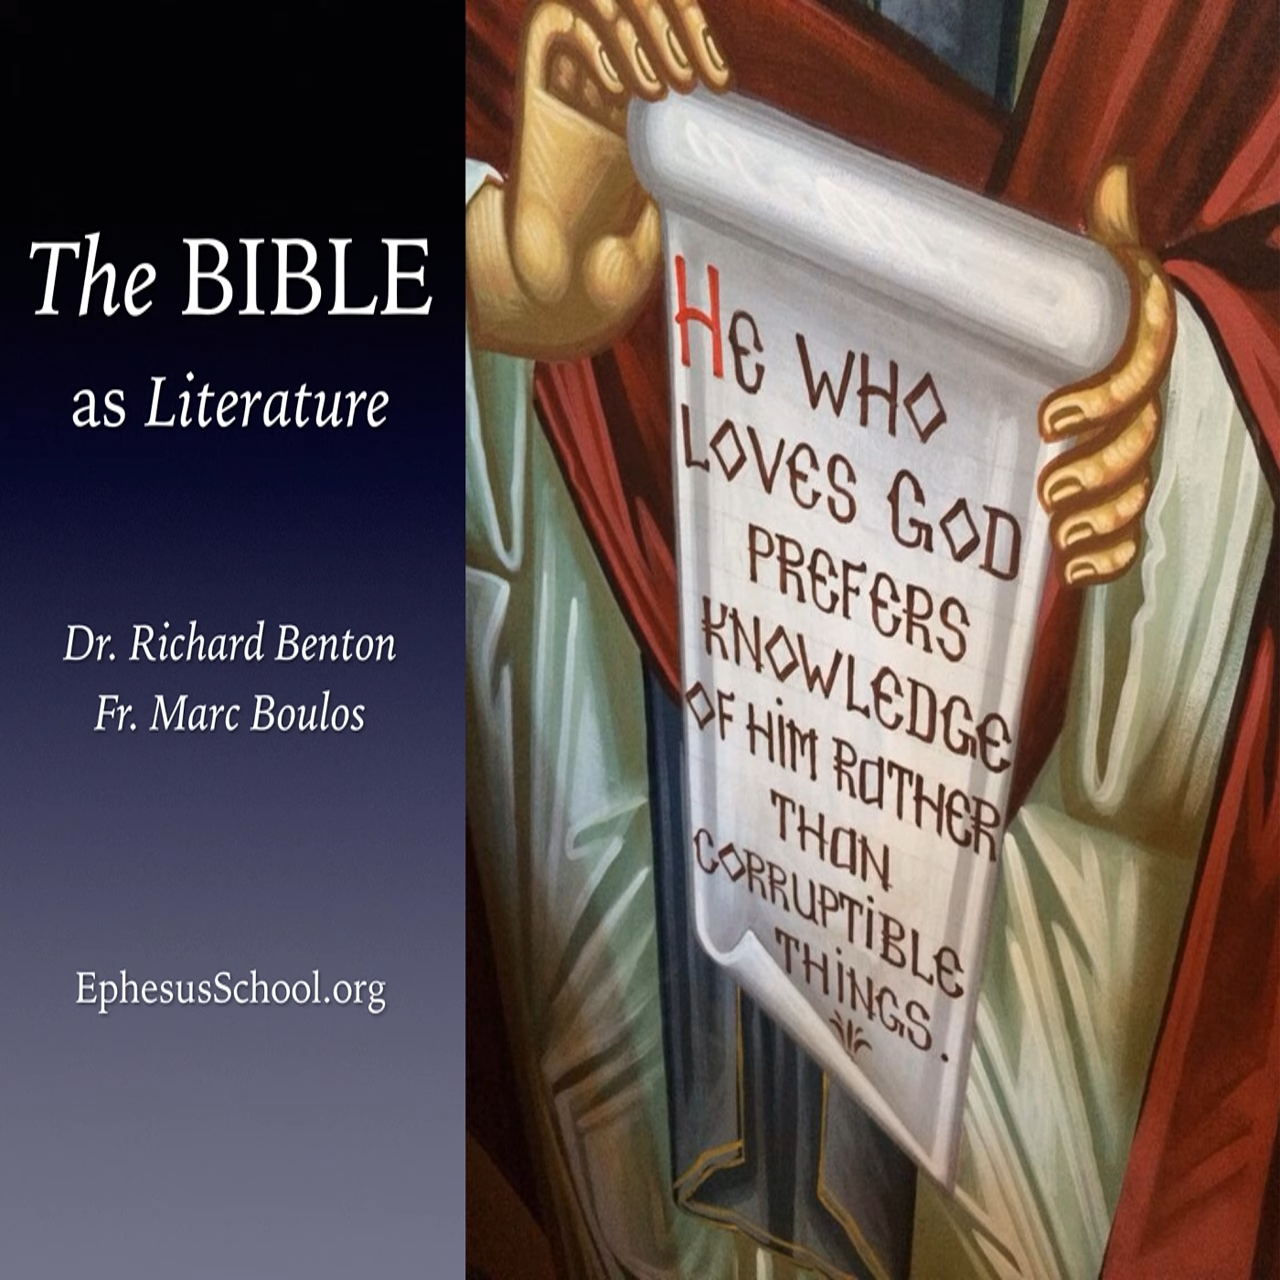 The BIBLE
as Literature
Dr. Richard Benton
Fr. Marc Boulos
EphesusSchool.org
HE WHO
LOVES GOD
PREFERS
KNOWLEDGE
OF HiM RATHER
THAN
CORRUPTiBLE
THiNGS.